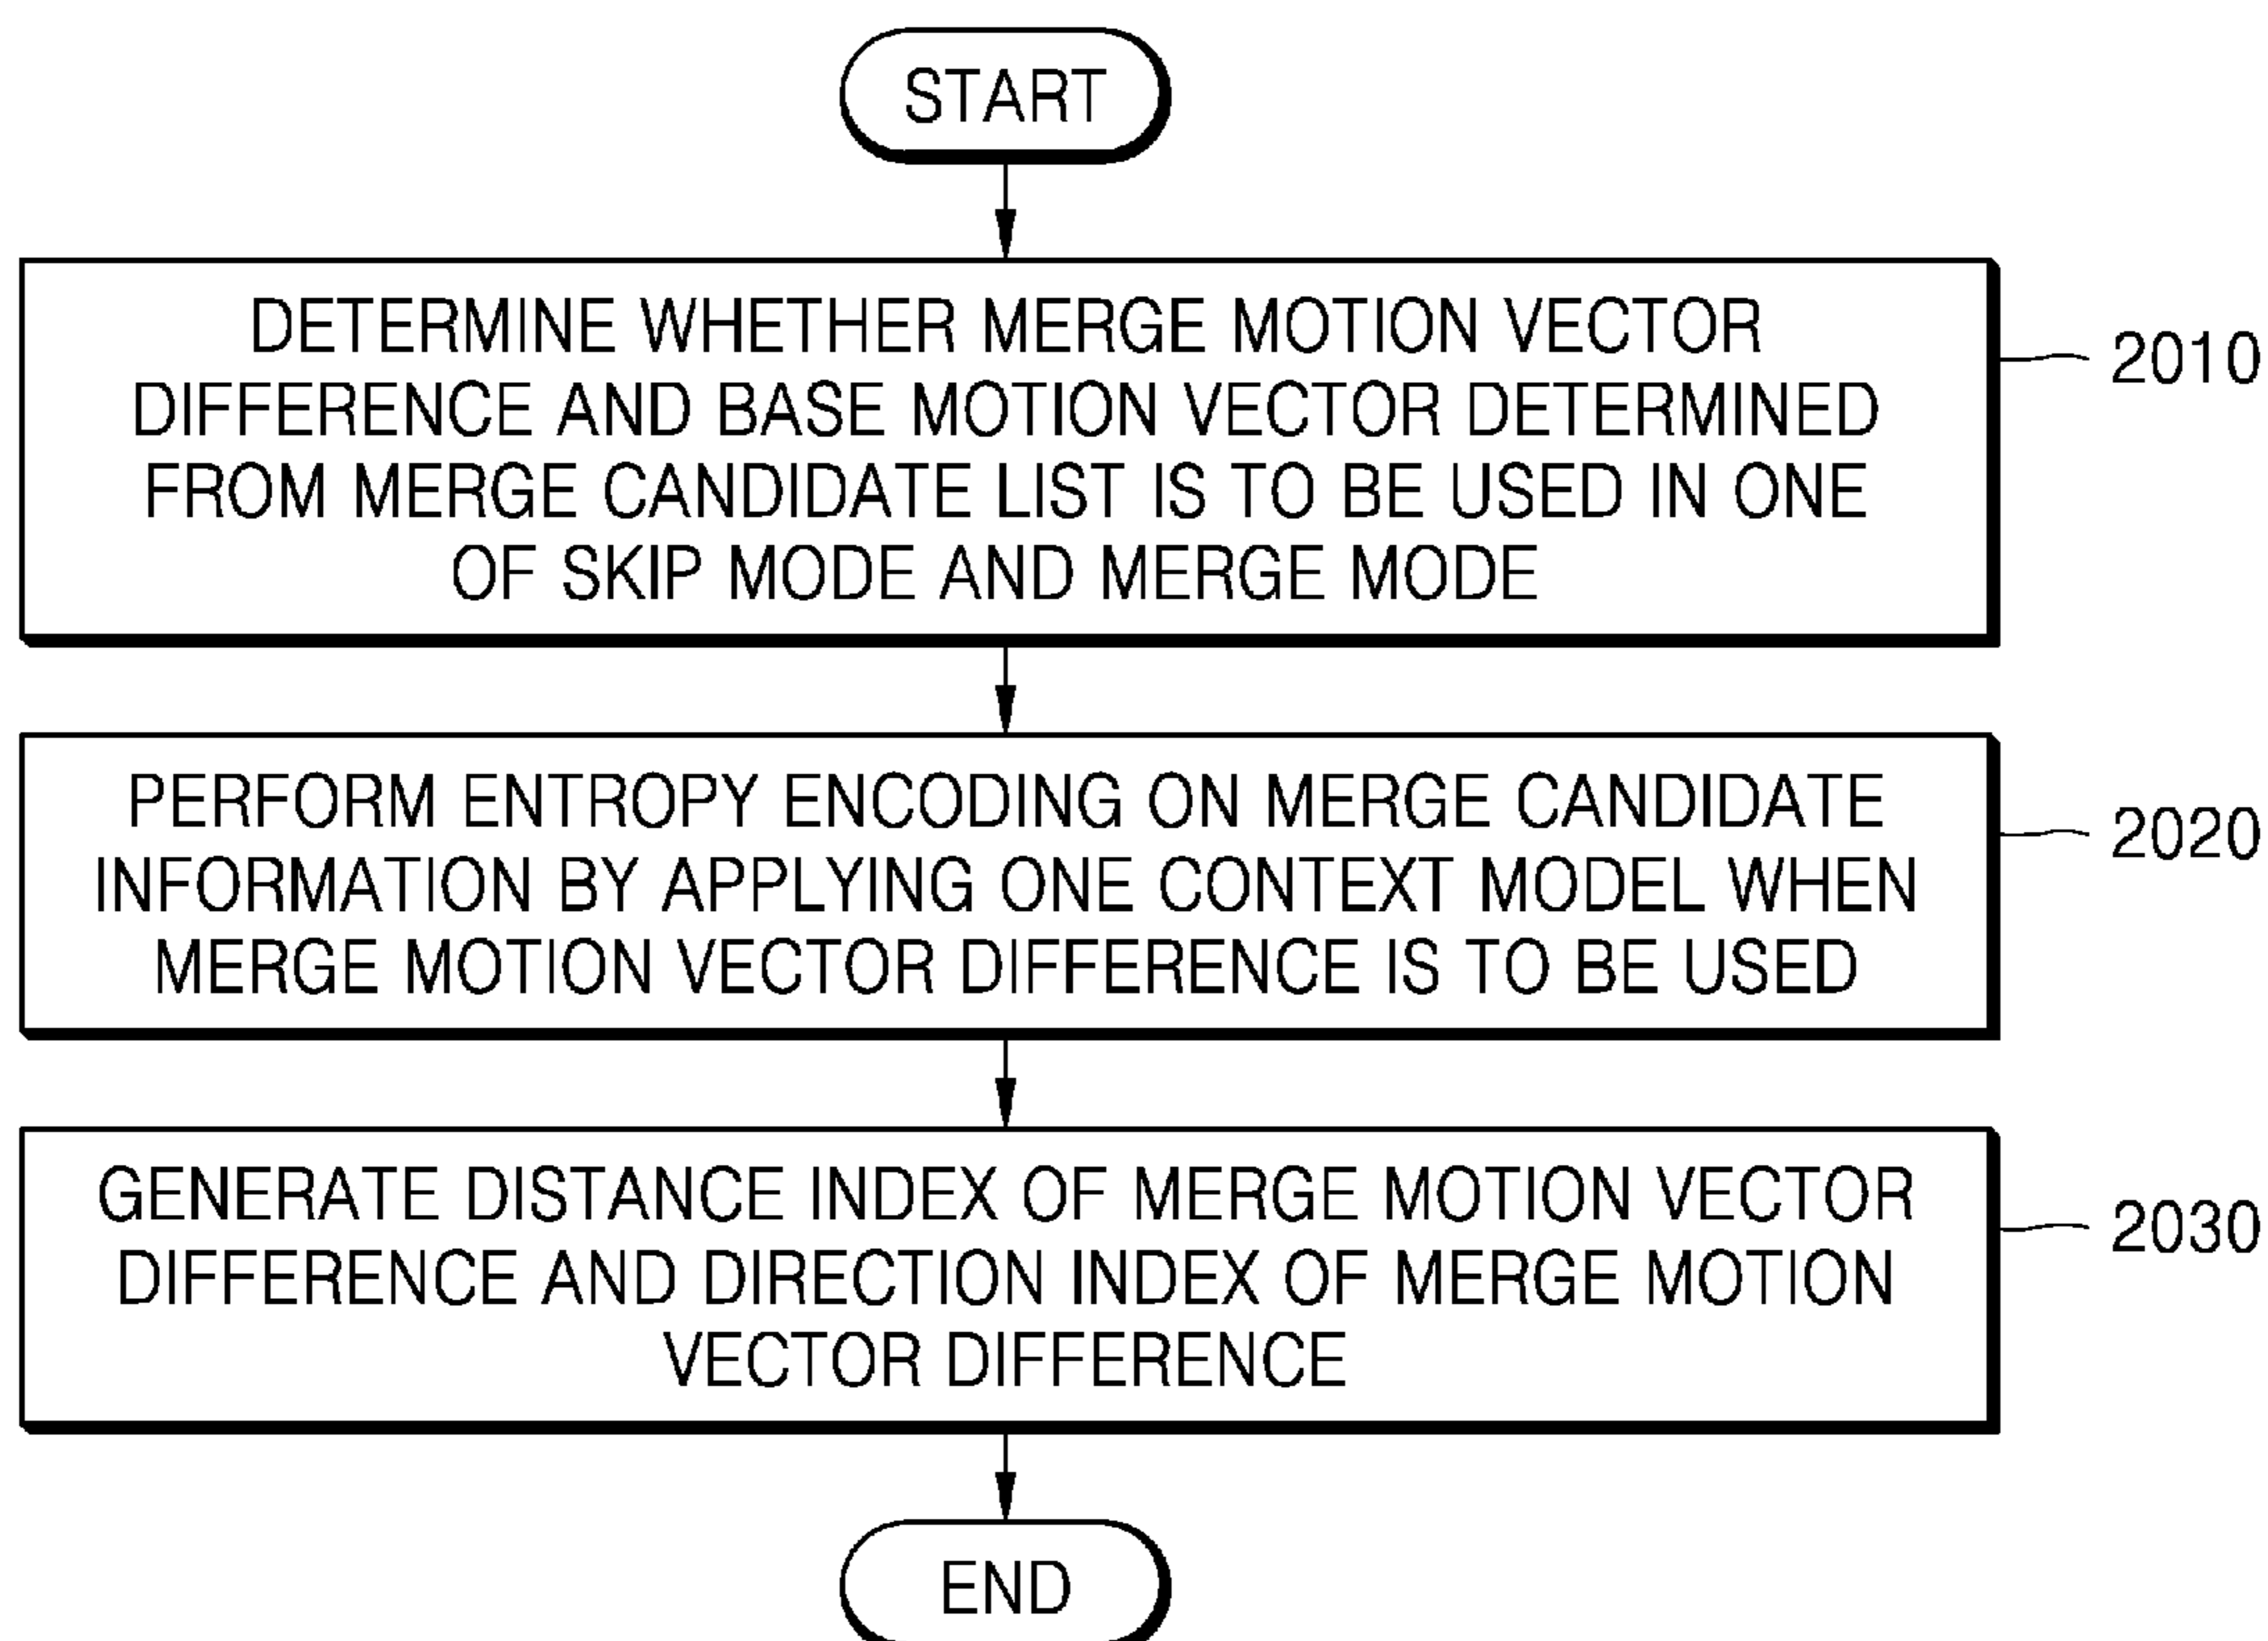 START
DETERMINE WHETHER MERGE MOTION VECTOR
DIFFERENCE AND BASE MOTION VECTOR DETERMINED
FROM MERGE CANDIDATE LIST IS TO BE USED IN ONE
OF SKIP MODE AND MERGE MODE
2010
PERFORM ENTROPY ENCODING ON MERGE CANDIDATE
INFORMATION BY APPLYING ONE CONTEXT MODEL WHEN
MERGE MOTION VECTOR DIFFERENCE IS TO BE USED
2020
GENERATE DISTANCE INDEX OF MERGE MOTION VECTOR
DIFFERENCE AND DIRECTION INDEX OF MERGE MOTION
VECTOR DIFFERENCE
2030
END